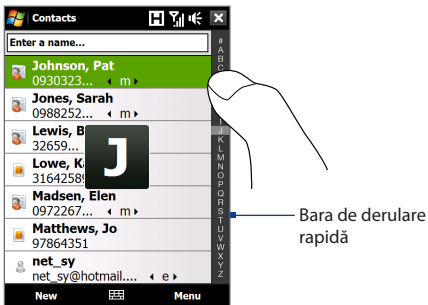 Contacts
Enter a name...
Johnson, Pat
0930323... ◂ m ▸
Jones, Sarah
0988252... ◂ m ▸
Lewis, B
32659...
Lowe, K
31642589
Madsen, Elen
0972267... ◂ m ▸
Matthews, Jo
97864351
net_sy
net_sy@hotmail.... ◂ e ▸
J
#
A
B
C
I
J
K
L
M
N
O
P
Q
R
S
T
U
V
W
X
Y
Z
New
Menu
Bara de derulare
rapidă